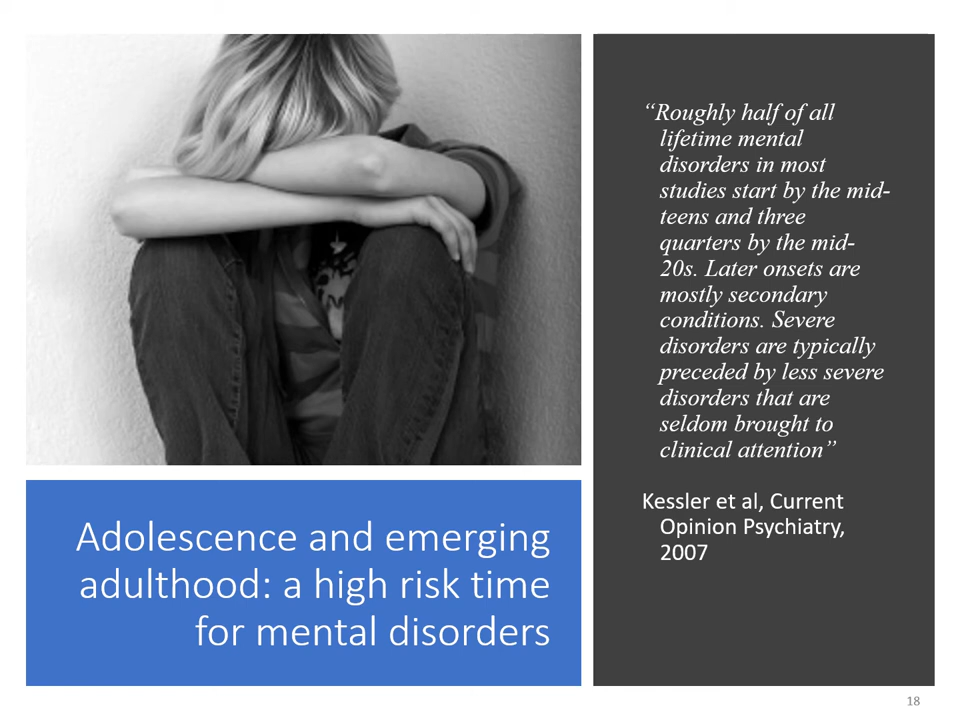 “Roughly half of all
lifetime mental
disorders in most
studies start by the mid-
teens and three
quarters by the mid-
20s. Later onsets are
mostly secondary
conditions. Severe
disorders are typically
preceded by less severe
disorders that are
seldom brought to
clinical attention”
Kessler et al, Current
Opinion Psychiatry,
2007
Adolescence and emerging
adulthood: a high risk time
for mental disorders
18